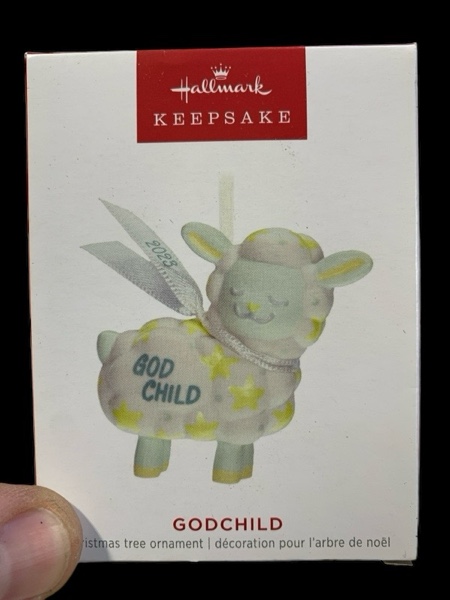 Hallmark
KEEPSAKE
2023
GOD
CHILD
GODCHILD
ristmas tree ornament | décoration pour l'arbre de noël